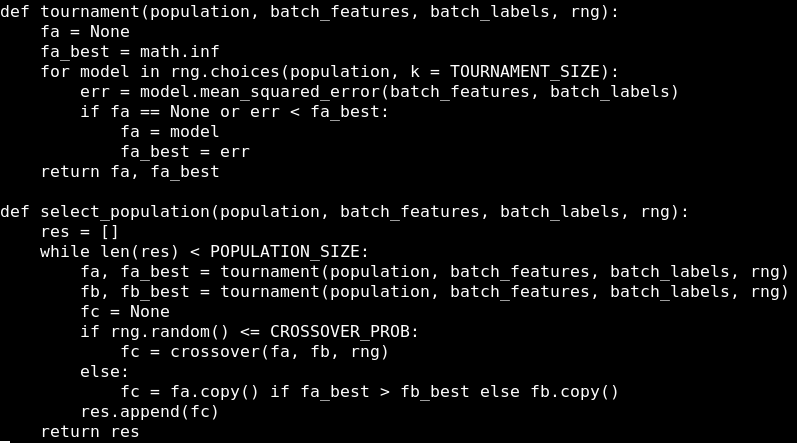 def tournament(population, batch_features, batch_labels, rng):
    fa = None
    fa_best = math.inf
    for model in rng.choices(population, k = TOURNAMENT_SIZE):
        err = model.mean_squared_error(batch_features, batch_labels)
        if fa == None or err < fa_best:
            fa = model
            fa_best = err
    return fa, fa_best

def select_population(population, batch_features, batch_labels, rng):
    res = []
    while len(res) < POPULATION_SIZE:
        fa, fa_best = tournament(population, batch_features, batch_labels, rng)
        fb, fb_best = tournament(population, batch_features, batch_labels, rng)
        fc = None
        if rng.random() <= CROSSOVER_PROB:
            fc = crossover(fa, fb, rng)
        else:
            fc = fa.copy() if fa_best > fb_best else fb.copy()
        res.append(fc)
    return res